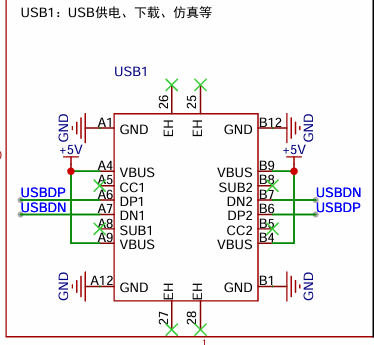 USB1：USB供电、下载、仿真等
USB1
26 25
GND A1 GND EH EH GND B12 GND
+5V +5V
A4 VBUS VBUS B9
A5 CC1 SUB2 B8
USBDP A6 DP1 DN2 B7 USBDN
USBDN A7 DN1 DP2 B6 USBDP
A8 SUB1 CC2 B5
A9 VBUS VBUS B4
GND A12 GND EH EH GND B1 GND
27 28
1